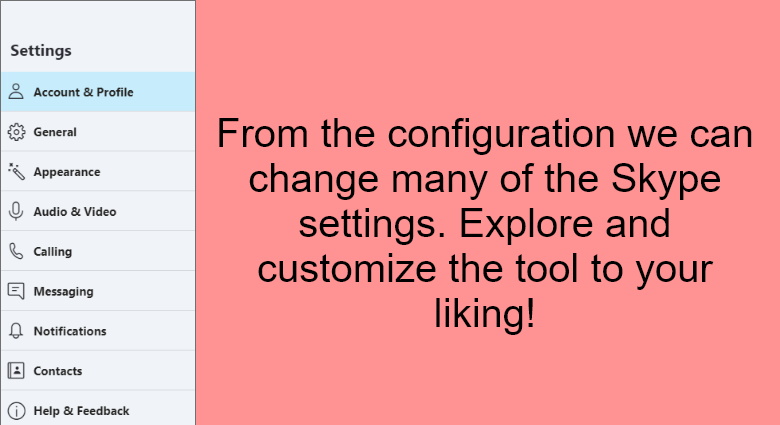 Settings
Account & Profile
General
Appearance
Audio & Video
Calling
Messaging
Notifications
Contacts
Help & Feedback
From the configuration we can
change many of the Skype
settings. Explore and
customize the tool to your
liking!